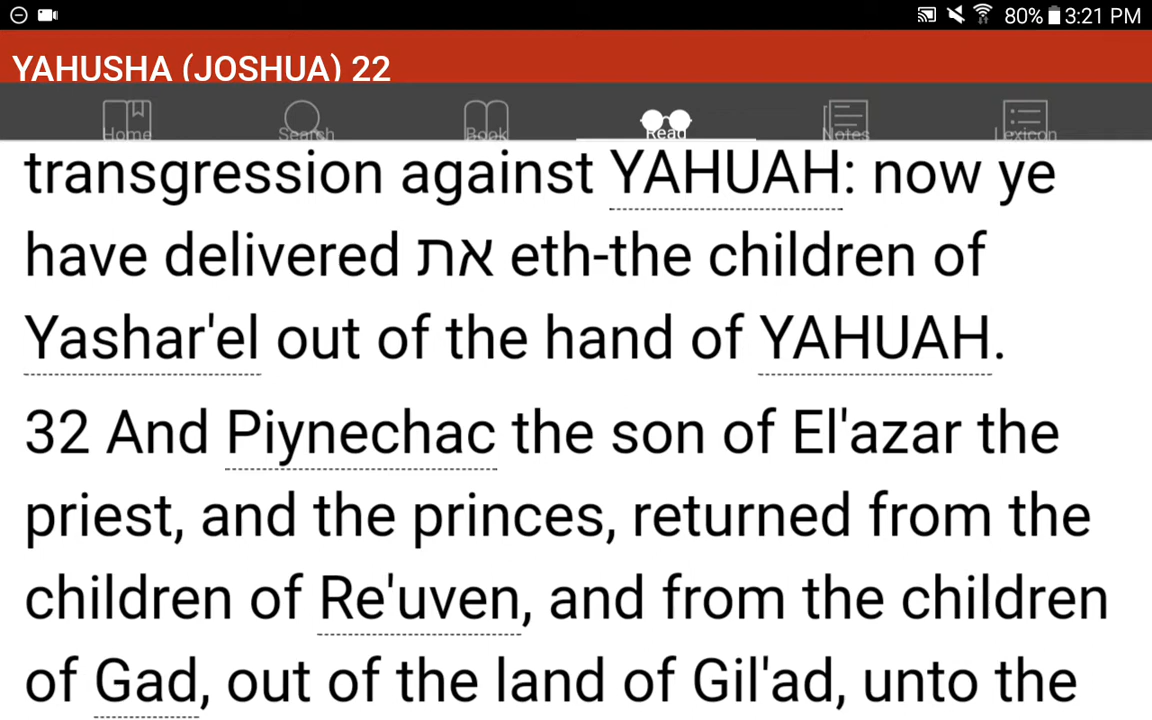 80% 3:21 PM
YAHUSHA (JOSHUA) 22
Home Search Book Read Notes Lexicon
transgression against YAHUAH: now ye
have delivered את eth-the children of
Yashar'el out of the hand of YAHUAH.
32 And Piynechac the son of El'azar the
priest, and the princes, returned from the
children of Re'uven, and from the children
of Gad, out of the land of Gil'ad, unto the